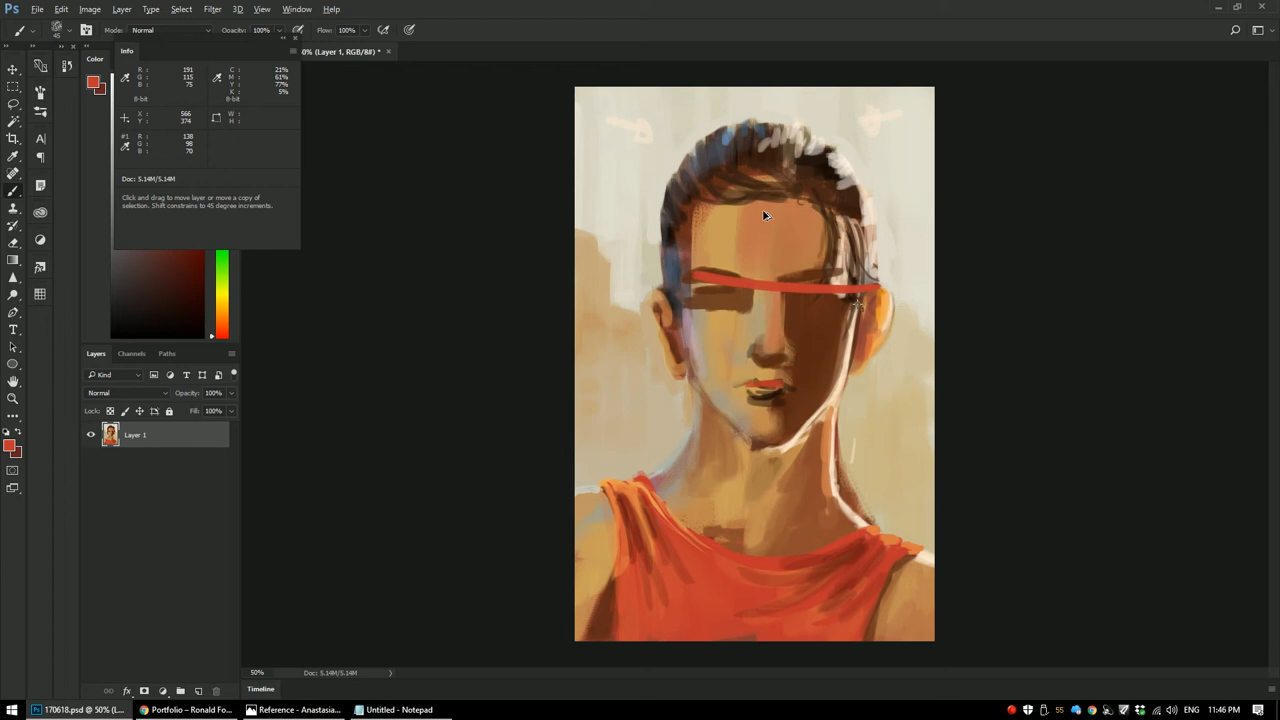 Ps File Edit Image Layer Type Select Filter 3D View Window Help
45 Mode: Normal Opacity: 100% Flow: 100%
Color
Info
0% (Layer 1, RGB/8#) *
R : 191 C : 21%
G : 115 M : 61%
B : 75 Y : 77%
K : 5%
8-bit 8-bit
X : 566 W :
Y : 374 H :
#1 R : 138
G : 98
B : 70
Doc: 5.14M/5.14M
Click and drag to move layer or move a copy of
selection. Shift constrains to 45 degree increments.
Layers Channels Paths
Kind
Normal Opacity: 100%
Lock: Fill: 100%
Layer 1
50% Doc: 5.14M/5.14M
Timeline
170618.psd @ 50% (L... Portfolio – Ronald Fo... Reference - Anastasia... Untitled - Notepad 55 ENG 11:46 PM